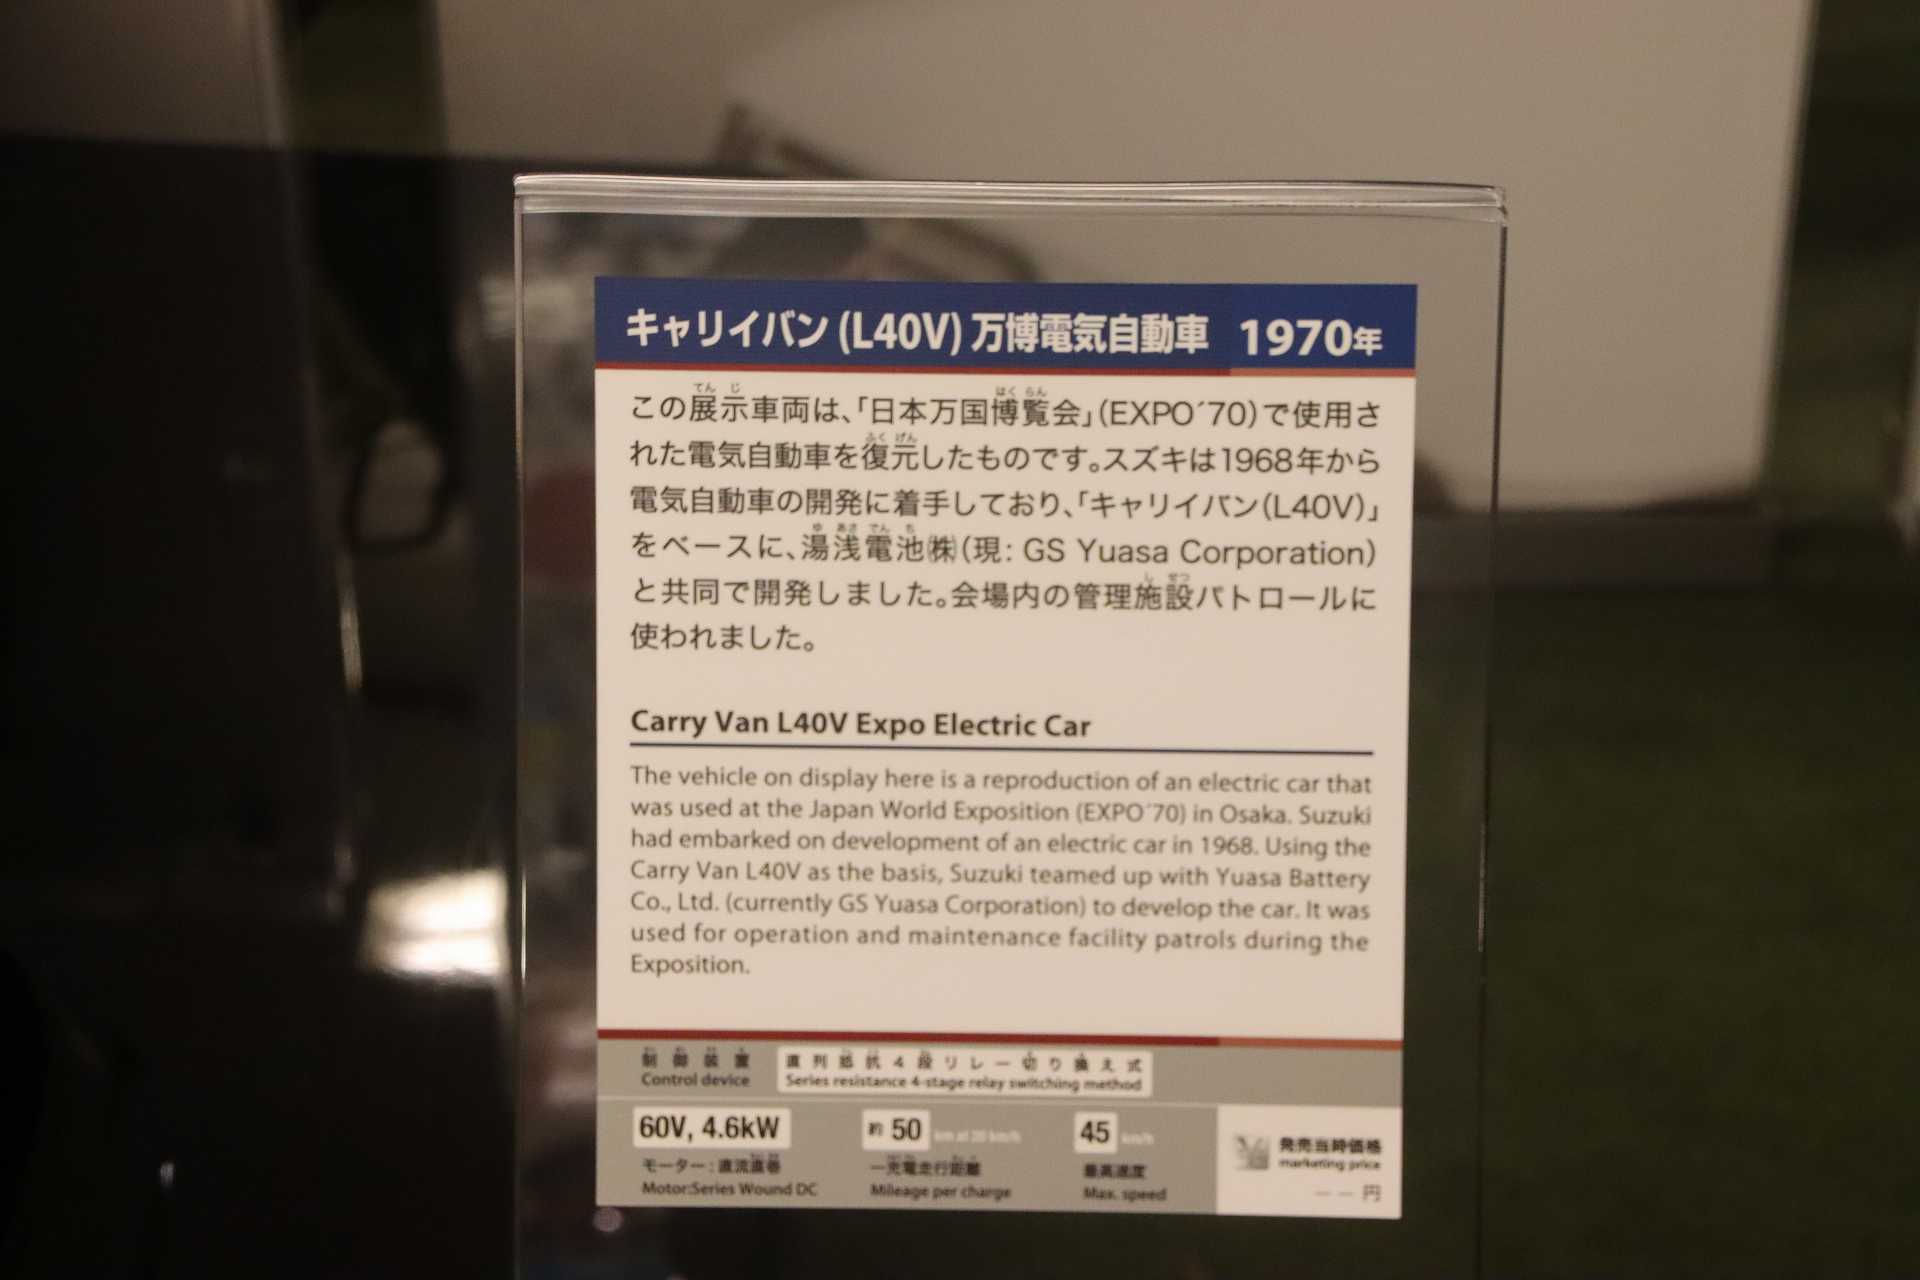 キャリイバン (L40V) 万博電気自動車 1970年
この展示車両は、「日本万国博覧会」(EXPO´70)で使用さ
れた電気自動車を復元したものです。スズキは1968年から
電気自動車の開発に着手しており、「キャリイバン(L40V)」
をベースに、湯浅電池㈱(現: GS Yuasa Corporation)
と共同で開発しました。会場内の管理施設パトロールに
使われました。
Carry Van L40V Expo Electric Car
The vehicle on display here is a reproduction of an electric car that
was used at the Japan World Exposition (EXPO´70) in Osaka. Suzuki
had embarked on development of an electric car in 1968. Using the
Carry Van L40V as the basis, Suzuki teamed up with Yuasa Battery
Co., Ltd. (currently GS Yuasa Corporation) to develop the car. It was
used for operation and maintenance facility patrols during the
Exposition.
制御装置 直列抵抗4段リレー切り換え式
Control device Series resistance 4-stage relay switching method
60V, 4.6kW 約 50 km at 20 km/h 45 km/h
モーター: 直流直巻 一充電走行距離 最高速度
Motor:Series Wound DC Mileage per charge Max. speed
発売当時価格
marketing price
－－円